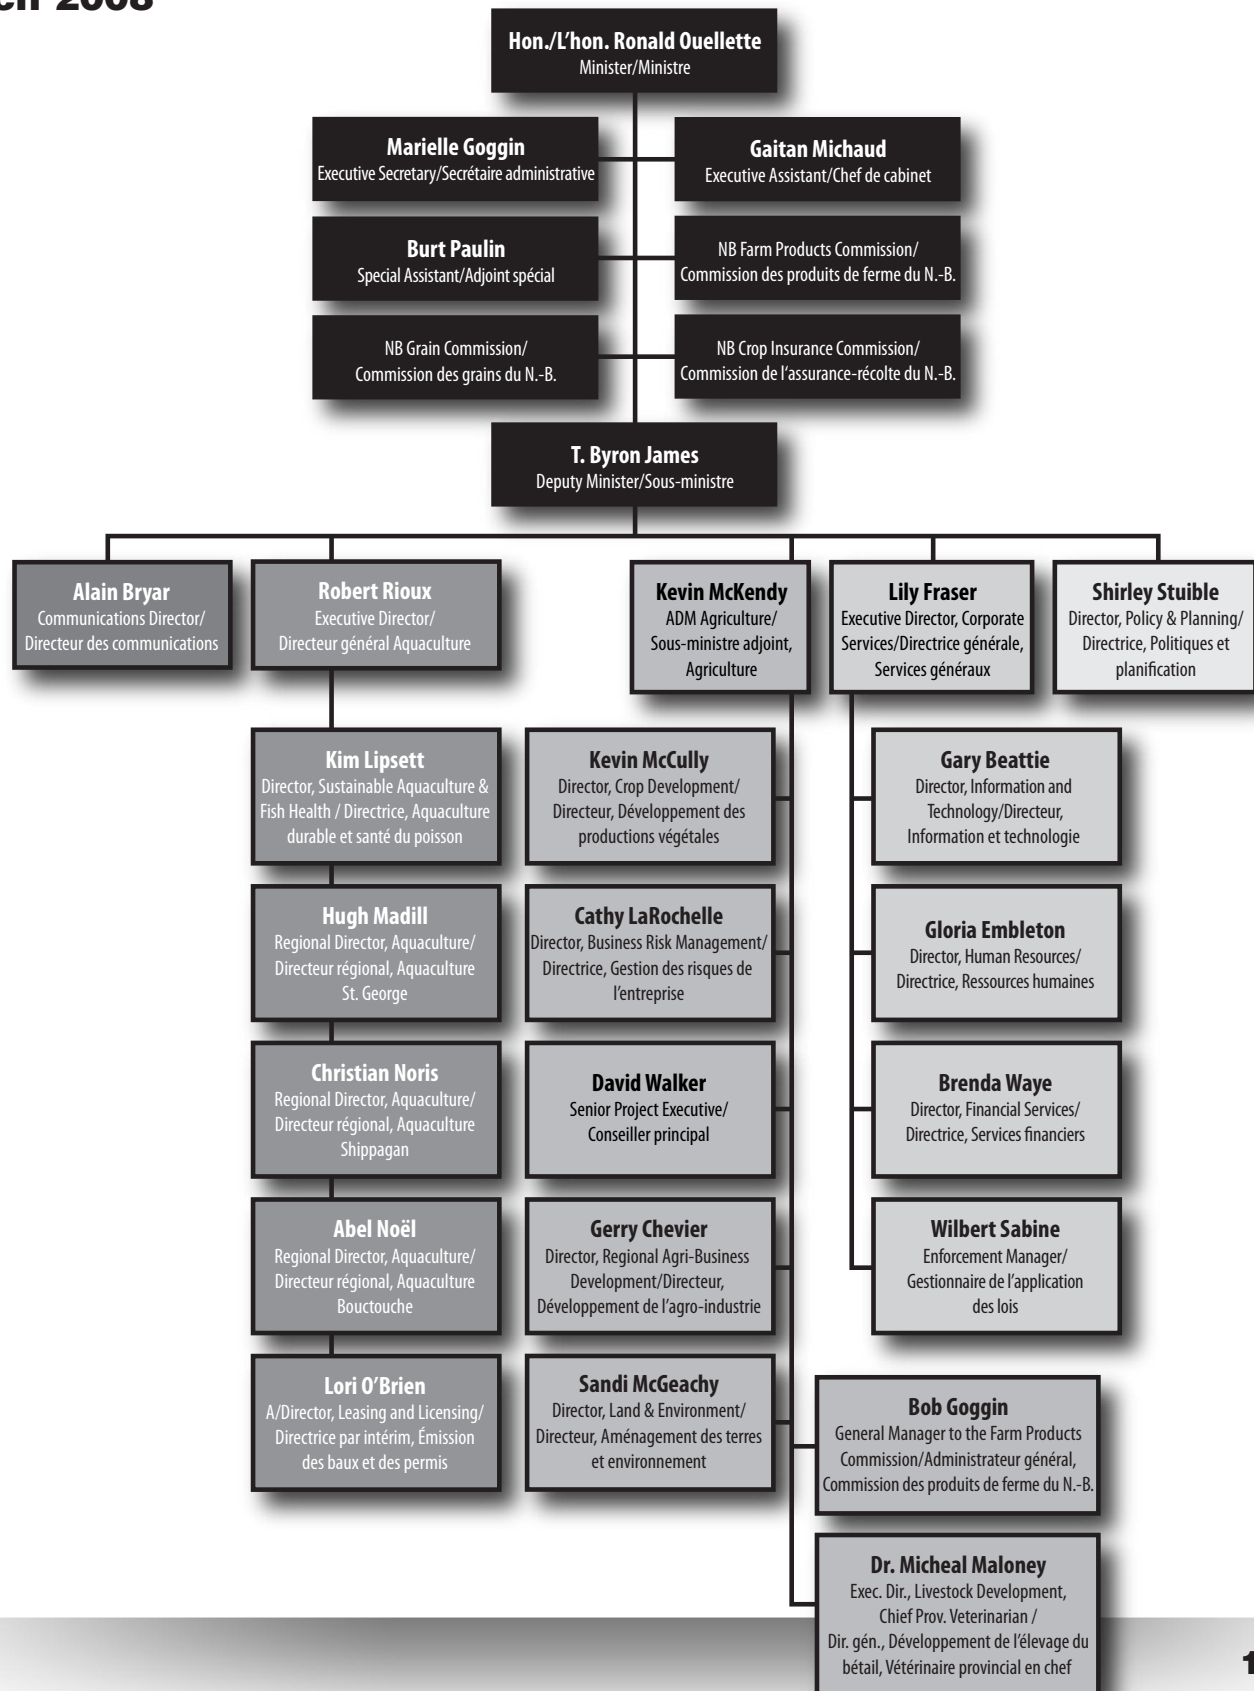 2008
Hon./L'hon. Ronald Ouellette
Minister/Ministre
Marielle Goggin
Executive Secretary/Secrétaire administrative
Gaitan Michaud
Executive Assistant/Chef de cabinet
Burt Paulin
Special Assistant/Adjoint spécial
NB Farm Products Commission/
Commission des produits de ferme du N.-B.
NB Grain Commission/
Commission des grains du N.-B.
NB Crop Insurance Commission/
Commission de l'assurance-récolte du N.-B.
T. Byron James
Deputy Minister/Sous-ministre
Alain Bryar
Communications Director/
Directeur des communications
Robert Rioux
Executive Director/
Directeur général Aquaculture
Kevin McKendy
ADM Agriculture/
Sous-ministre adjoint,
Agriculture
Lily Fraser
Executive Director, Corporate
Services/Directrice générale,
Services généraux
Shirley Stuible
Director, Policy & Planning/
Directrice, Politiques et
planification
Kim Lipsett
Director, Sustainable Aquaculture &
Fish Health / Directrice, Aquaculture
durable et santé du poisson
Hugh Madill
Regional Director, Aquaculture/
Directeur régional, Aquaculture
St. George
Christian Noris
Regional Director, Aquaculture/
Directeur régional, Aquaculture
Shippagan
Abel Noël
Regional Director, Aquaculture/
Directeur régional, Aquaculture
Bouctouche
Lori O'Brien
A/Director, Leasing and Licensing/
Directrice par intérim, Émission
des baux et des permis
Kevin McCully
Director, Crop Development/
Directeur, Développement des
productions végétales
Cathy LaRochelle
Director, Business Risk Management/
Directrice, Gestion des risques de
l'entreprise
David Walker
Senior Project Executive/
Conseiller principal
Gerry Chevier
Director, Regional Agri-Business
Development/Directeur,
Développement de l'agro-industrie
Sandi McGeachy
Director, Land & Environment/
Directeur, Aménagement des terres
et environnement
Gary Beattie
Director, Information and
Technology/Directeur,
Information et technologie
Gloria Embleton
Director, Human Resources/
Directrice, Ressources humaines
Brenda Waye
Director, Financial Services/
Directrice, Services financiers
Wilbert Sabine
Enforcement Manager/
Gestionnaire de l'application
des lois
Bob Goggin
General Manager to the Farm Products
Commission/Administrateur général,
Commission des produits de ferme du N.-B.
Dr. Micheal Maloney
Exec. Dir., Livestock Development,
Chief Prov. Veterinarian /
Dir. gén., Développement de l'élevage du
bétail, Vétérinaire provincial en chef